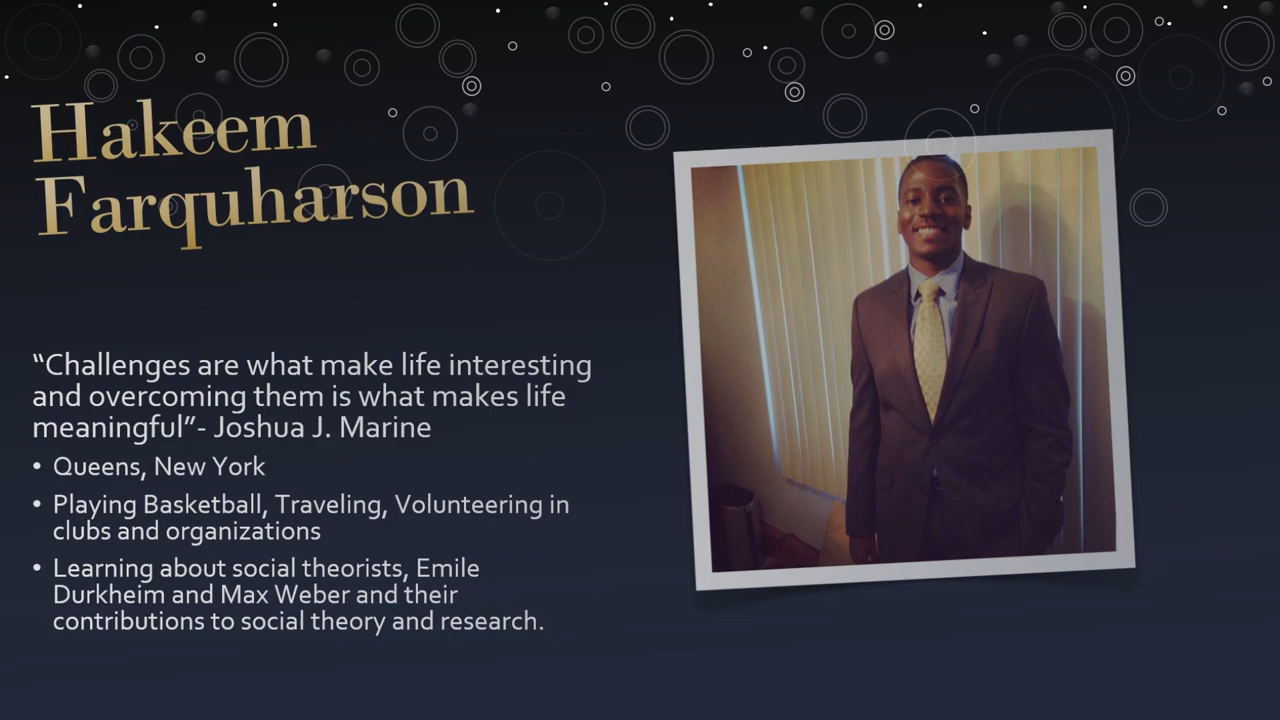 Hakeem
Farquharson
“Challenges are what make life interesting
and overcoming them is what makes life
meaningful”- Joshua J. Marine
• Queens, New York
• Playing Basketball, Traveling, Volunteering in
clubs and organizations
• Learning about social theorists, Emile
Durkheim and Max Weber and their
contributions to social theory and research.